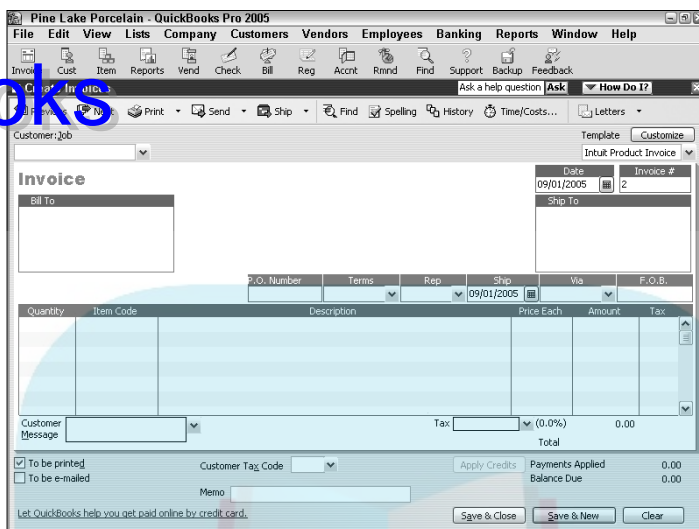 Pine Lake Porcelain - QuickBooks Pro 2005
File Edit View Lists Company Customers Vendors Employees Banking Reports Window Help
Invoice Cust Item Reports Vend Check Bill Reg Accnt Rmnd Find Support Backup Feedback
oks
Create Invoices Ask a help question Ask How Do I?
Previous Next Print Send Ship Find Spelling History Time/Costs... Letters
Customer:Job Template Customize
Intuit Product Invoice
Invoice Date Invoice #
09/01/2005 2
Bill To Ship To
P.O. Number Terms Rep Ship Via F.O.B.
09/01/2005
Quantity Item Code Description Price Each Amount Tax
Customer Message Tax (0.0%) 0.00
Total
To be printed Customer Tax Code Apply Credits Payments Applied 0.00
To be e-mailed Balance Due 0.00
Memo
Let QuickBooks help you get paid online by credit card. Save & Close Save & New Clear